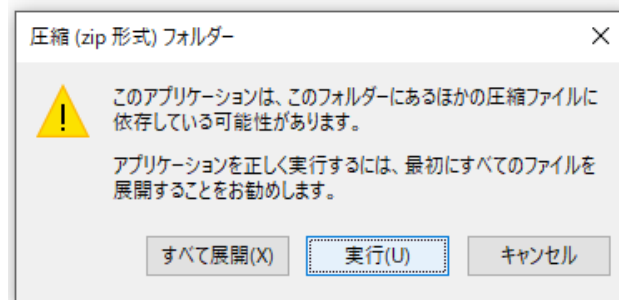 圧縮 (zip 形式) フォルダー
このアプリケーションは、このフォルダーにあるほかの圧縮ファイルに
依存している可能性があります。
アプリケーションを正しく実行するには、最初にすべてのファイルを
展開することをお勧めします。
すべて展開(X)
実行(U)
キャンセル